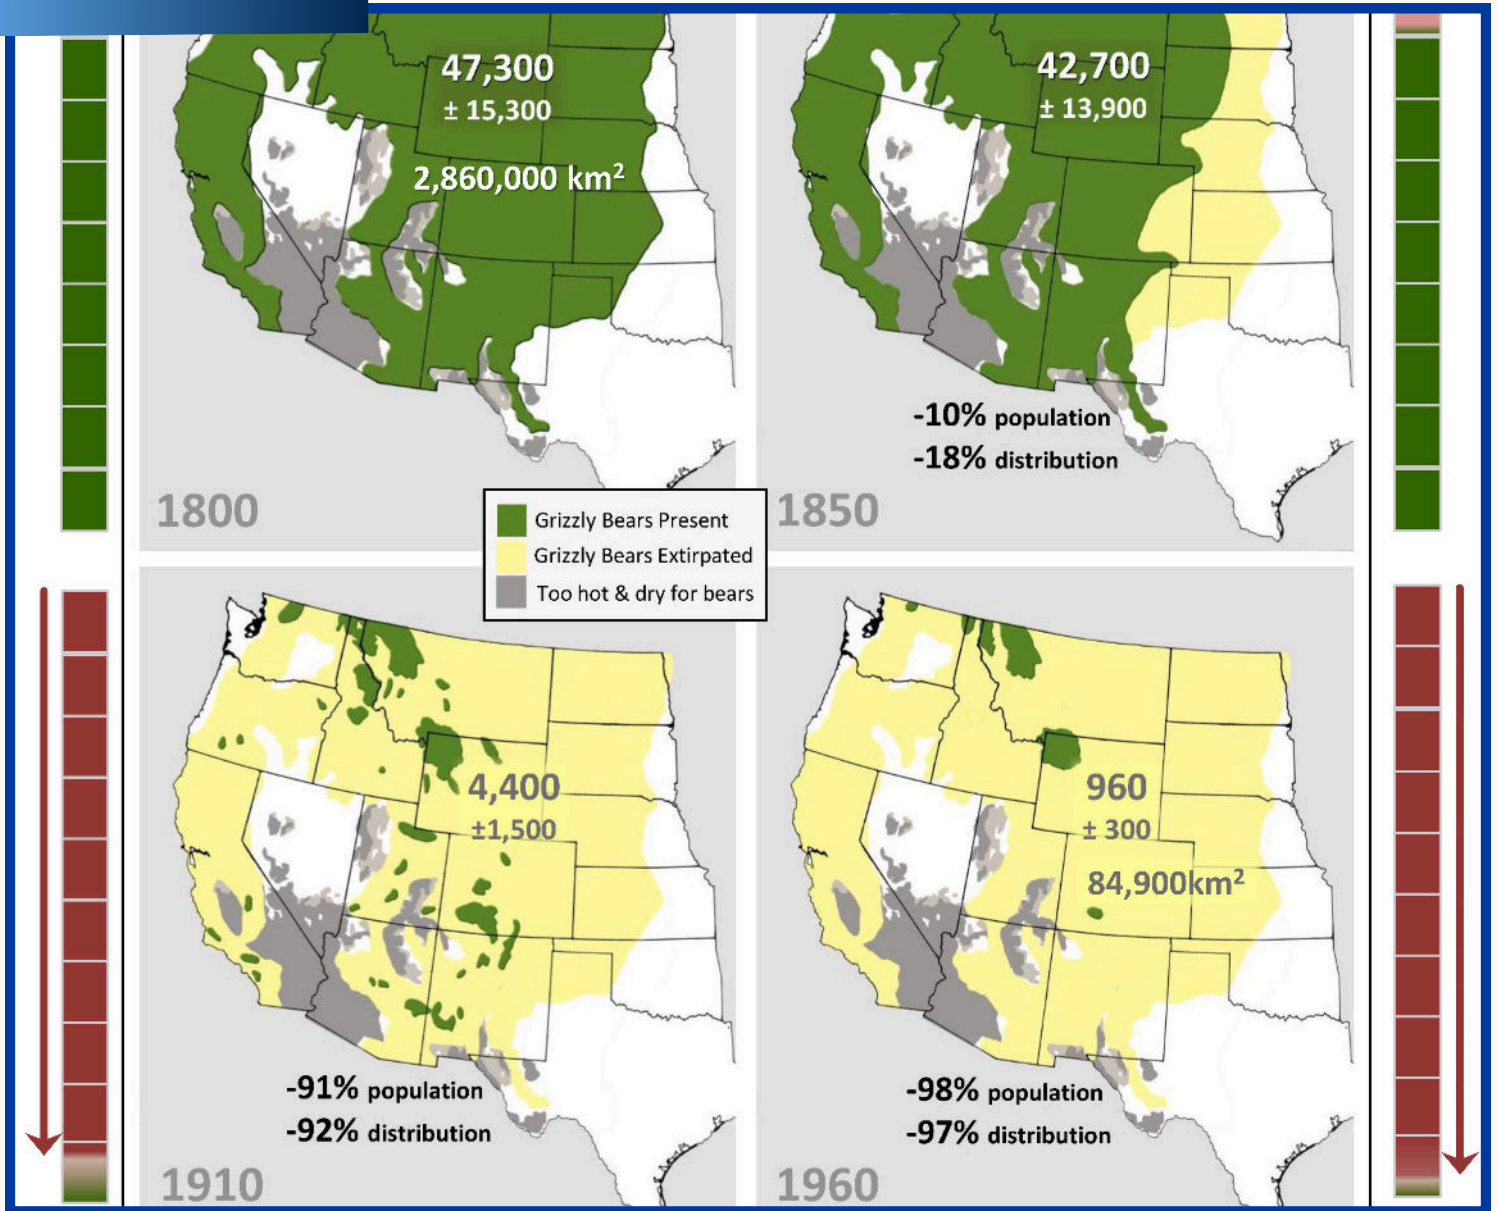 47,300
± 15,300
2,860,000 km²
1800
42,700
± 13,900
-10% population
-18% distribution
1850
Grizzly Bears Present
Grizzly Bears Extirpated
Too hot & dry for bears
4,400
±1,500
-91% population
-92% distribution
1910
960
± 300
84,900km²
-98% population
-97% distribution
1960